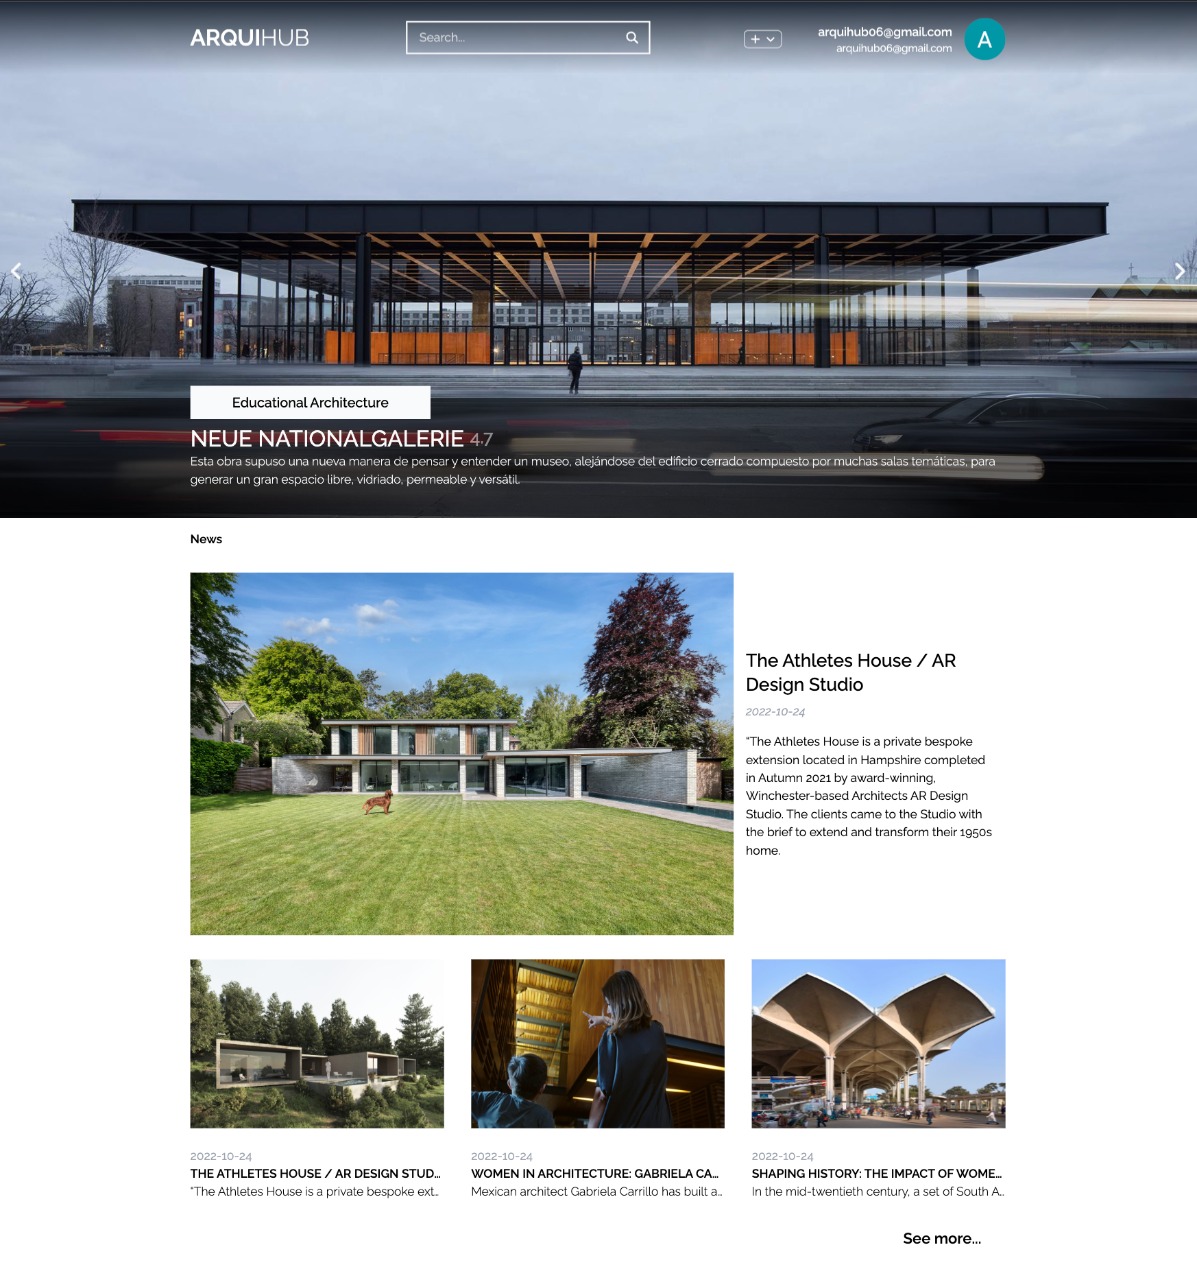 ARQUIHUB
Search...
arquihub06@gmail.com
arquihub06@gmail.com
A
Educational Architecture
NEUE NATIONALGALERIE 4.7
Esta obra supuso una nueva manera de pensar y entender un museo, alejándose del edificio cerrado compuesto por muchas salas temáticas, para
generar un gran espacio libre, vidriado, permeable y versátil.
News
The Athletes House / AR
Design Studio
2022-10-24
“The Athletes House is a private bespoke
extension located in Hampshire completed
in Autumn 2021 by award-winning,
Winchester-based Architects AR Design
Studio. The clients came to the Studio with
the brief to extend and transform their 1950s
home.
2022-10-24
THE ATHLETES HOUSE / AR DESIGN STUD...
“The Athletes House is a private bespoke ext...
2022-10-24
WOMEN IN ARCHITECTURE: GABRIELA CA...
Mexican architect Gabriela Carrillo has built a...
2022-10-24
SHAPING HISTORY: THE IMPACT OF WOME...
In the mid-twentieth century, a set of South A...
See more...